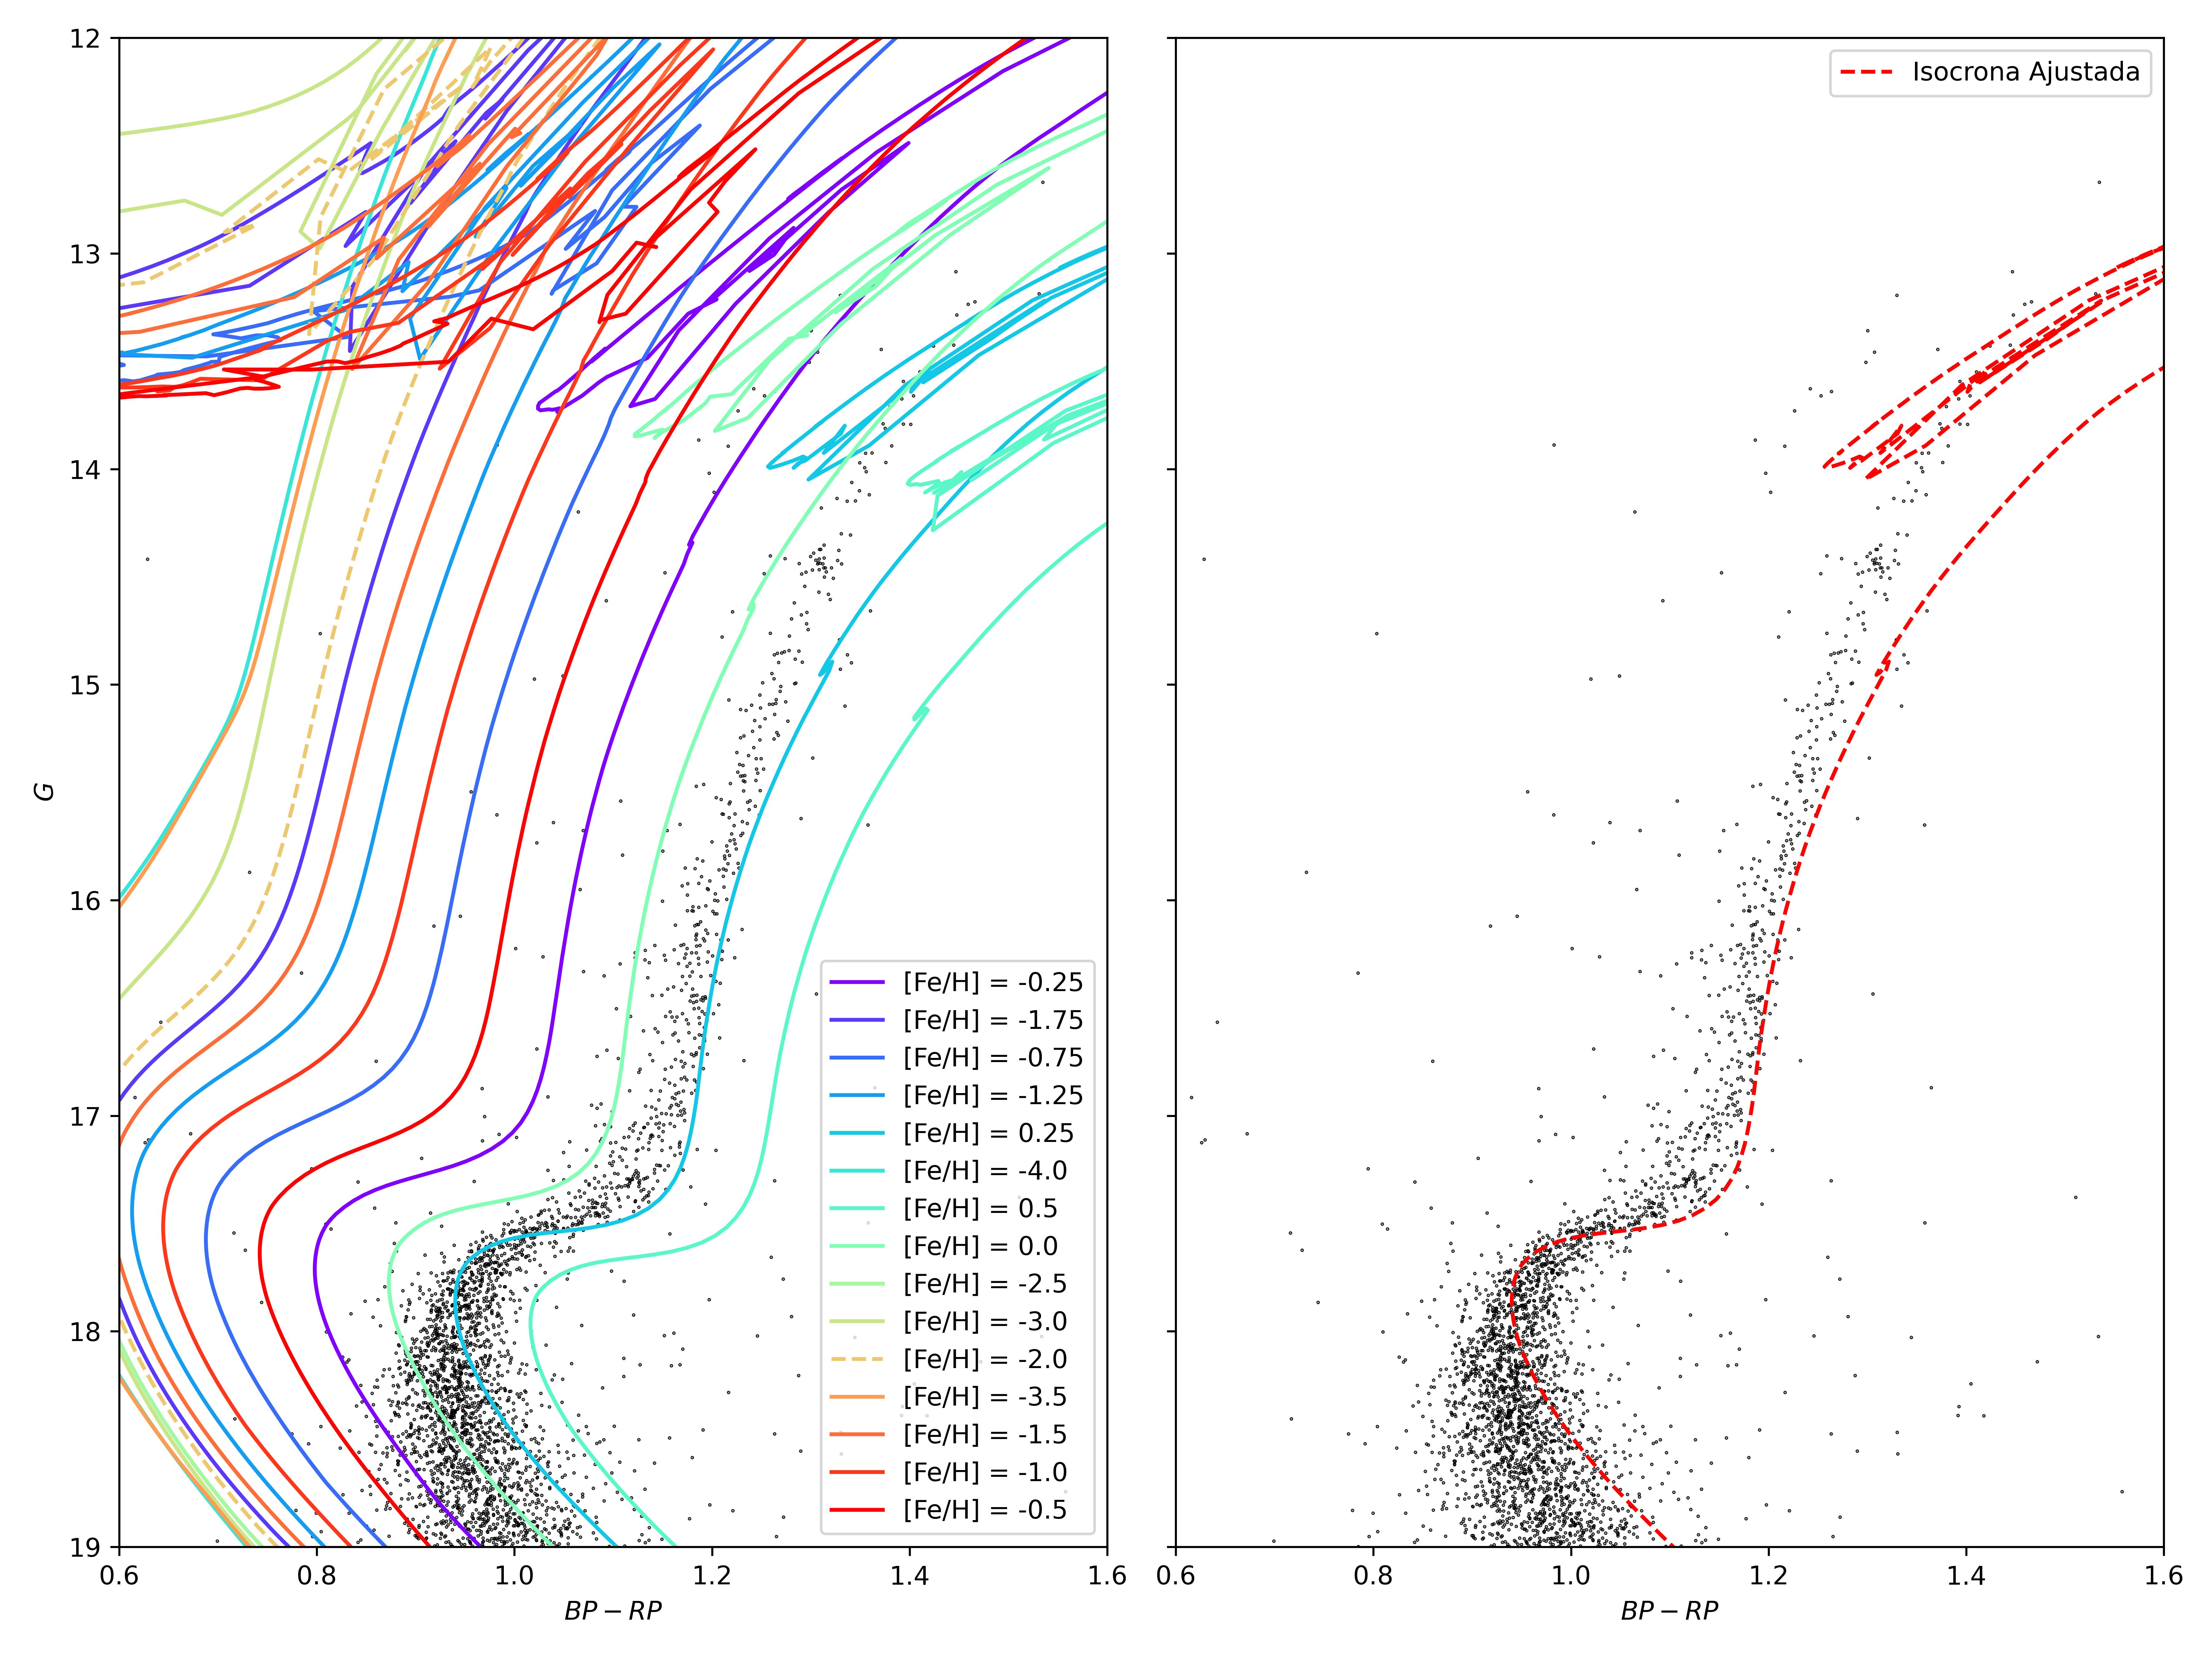 12
13
14
15
16
17
18
19
G
0.6
0.8
1.0
1.2
1.4
1.6
BP − RP
[Fe/H] = -0.25
[Fe/H] = -1.75
[Fe/H] = -0.75
[Fe/H] = -1.25
[Fe/H] = 0.25
[Fe/H] = -4.0
[Fe/H] = 0.5
[Fe/H] = 0.0
[Fe/H] = -2.5
[Fe/H] = -3.0
[Fe/H] = -2.0
[Fe/H] = -3.5
[Fe/H] = -1.5
[Fe/H] = -1.0
[Fe/H] = -0.5
Isocrona Ajustada
0.6
0.8
1.0
1.2
1.4
1.6
BP − RP